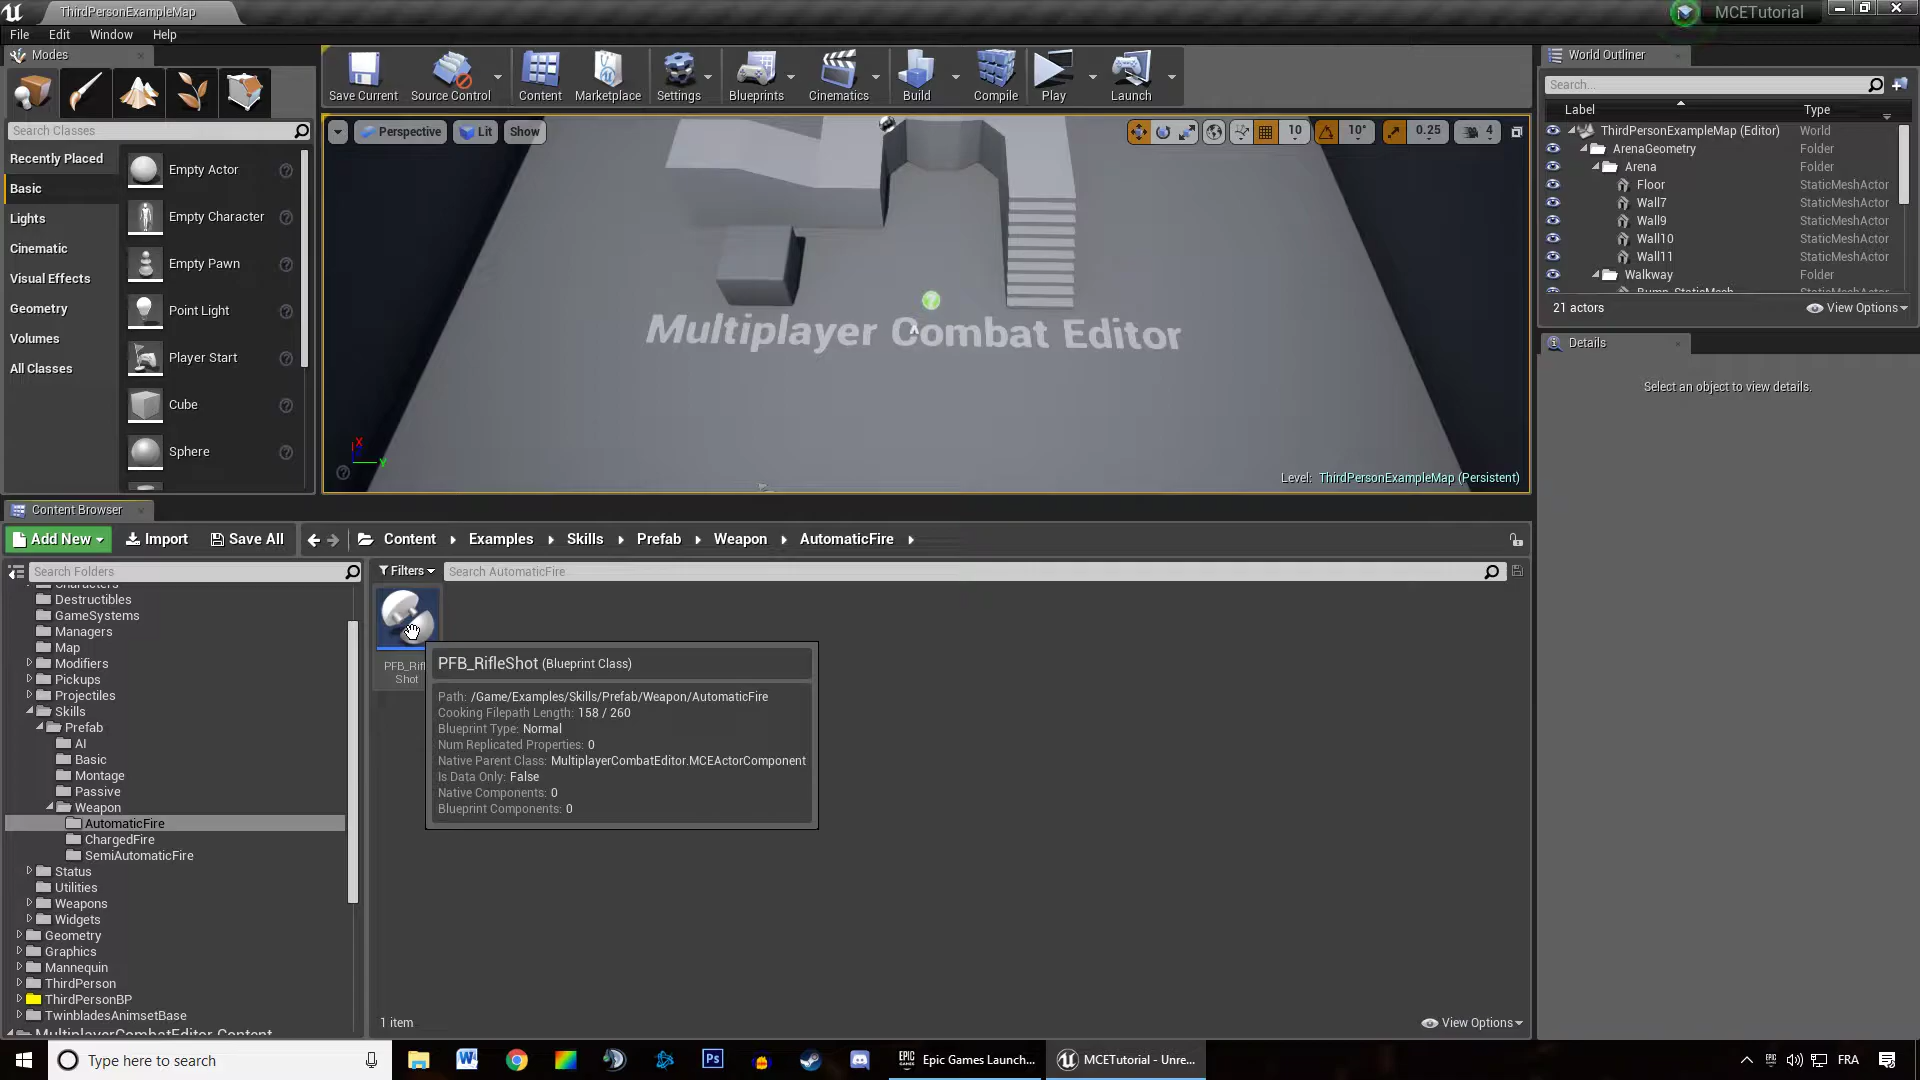 ThirdPersonExampleMap
MCETutorial
File Edit Window Help
Modes
Search Classes
Recently Placed
Basic
Lights
Cinematic
Visual Effects
Geometry
Volumes
All Classes
Empty Actor
Empty Character
Empty Pawn
Point Light
Player Start
Cube
Sphere
Save Current Source Control Content Marketplace Settings Blueprints Cinematics Build Compile Play Launch
Perspective Lit Show
10 10° 0.25 4
Multiplayer Combat Editor
X
Y
Level: ThirdPersonExampleMap (Persistent)
World Outliner
Search...
Label Type
ThirdPersonExampleMap (Editor) World
ArenaGeometry Folder
Arena Folder
Floor StaticMeshActor
Wall7 StaticMeshActor
Wall9 StaticMeshActor
Wall10 StaticMeshActor
Wall11 StaticMeshActor
Walkway Folder
Bump_StaticMesh
21 actors View Options
Details
Select an object to view details.
Content Browser
Add New Import Save All Content Examples Skills Prefab Weapon AutomaticFire
Search Folders
Filters Search AutomaticFire
Characters
Destructibles
GameSystems
Managers
Map
Modifiers
Pickups
Projectiles
Skills
Prefab
AI
Basic
Montage
Passive
Weapon
AutomaticFire
ChargedFire
SemiAutomaticFire
Status
Utilities
Weapons
Widgets
Geometry
Graphics
Mannequin
ThirdPerson
ThirdPersonBP
TwinbladesAnimsetBase
MultiplayerCombatEditor Content
PFB_Rifl
Shot
PFB_RifleShot (Blueprint Class)
Path: /Game/Examples/Skills/Prefab/Weapon/AutomaticFire
Cooking Filepath Length: 158 / 260
Blueprint Type: Normal
Num Replicated Properties: 0
Native Parent Class: MultiplayerCombatEditor.MCEActorComponent
Is Data Only: False
Native Components: 0
Blueprint Components: 0
1 item
View Options
Type here to search
Epic Games Launch...
MCETutorial - Unre...
FRA